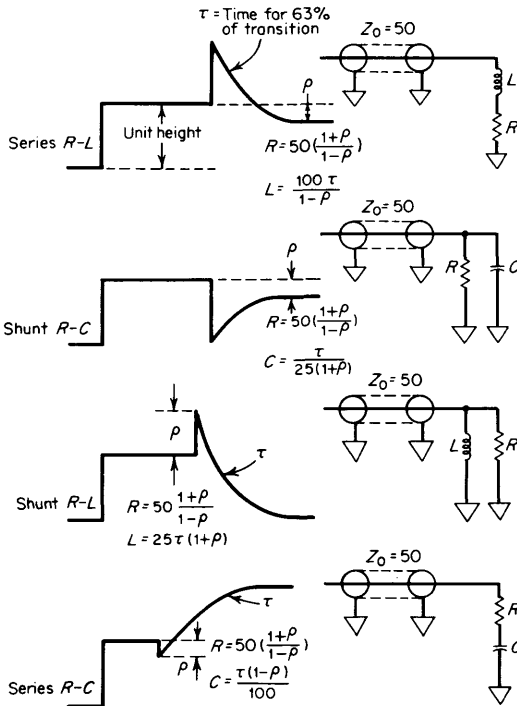 τ = Time for 63%
of transition
Z₀ = 50
ρ
L
R
Unit height
Series R-L
R = 50(1+ρ/1-ρ)
L = 100 τ/1-ρ
Z₀ = 50
ρ
R
C
R = 50(1+ρ/1-ρ)
Shunt R-C
C = τ/25(1+ρ)
Z₀ = 50
ρ
τ
L
R
Shunt R-L
R = 50 1+ρ/1-ρ
L = 25τ(1+ρ)
Z₀ = 50
τ
R
C
ρ
R = 50(1+ρ/1-ρ)
C = τ(1-ρ)/100
Series R-C